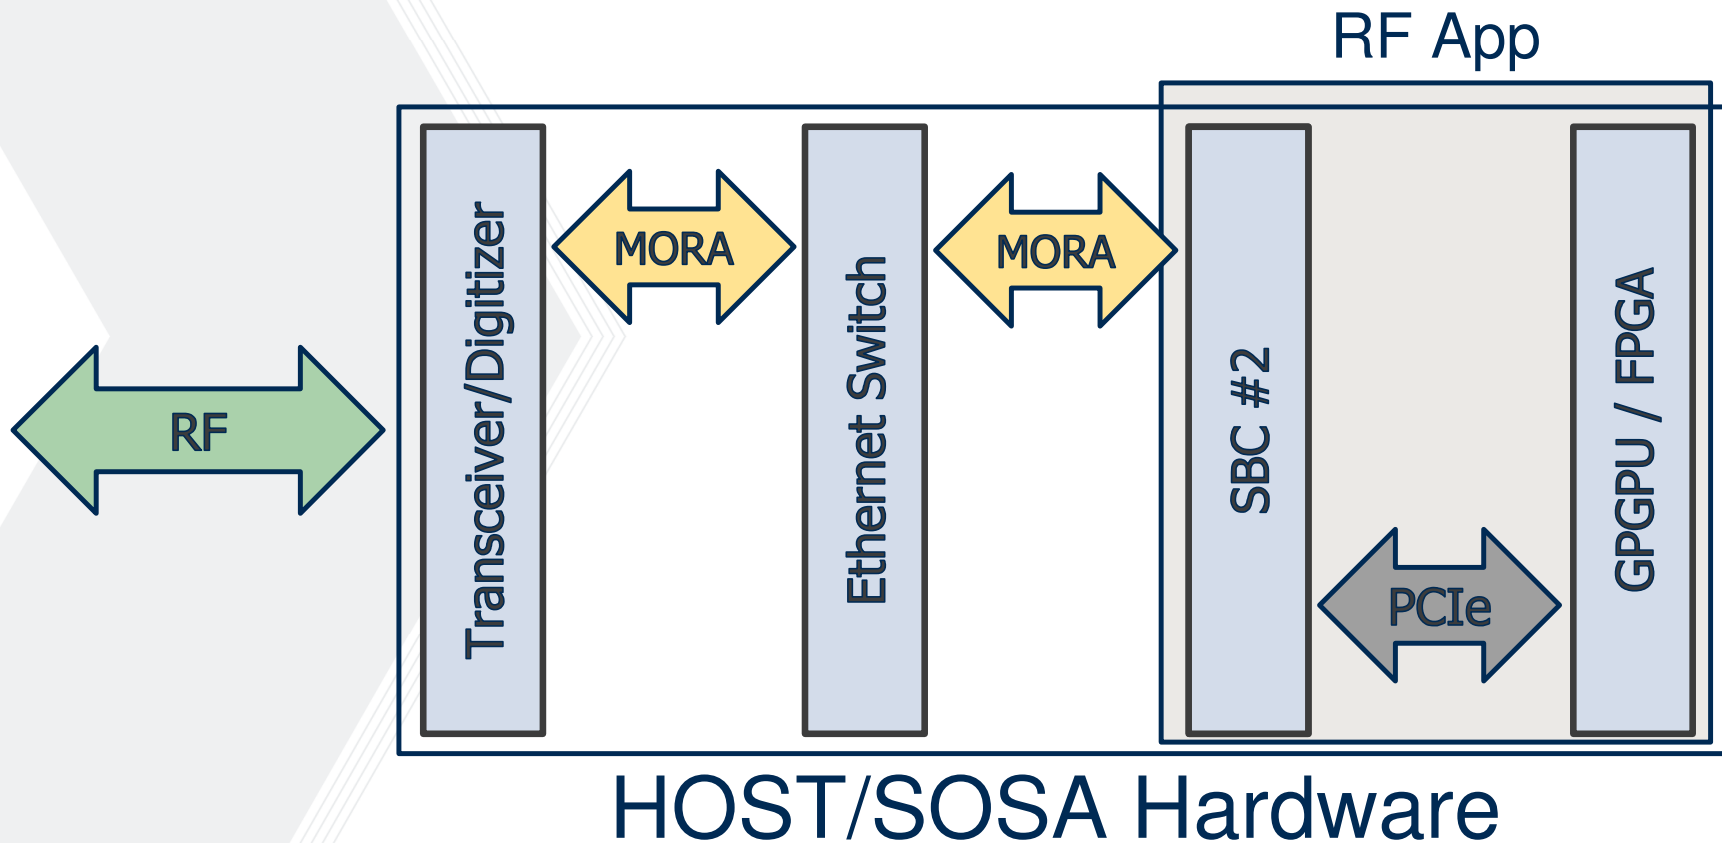 RF App
RF
Transceiver/Digitizer
MORA
Ethernet Switch
MORA
SBC #2
PCIe
GPGPU / FPGA
HOST/SOSA Hardware